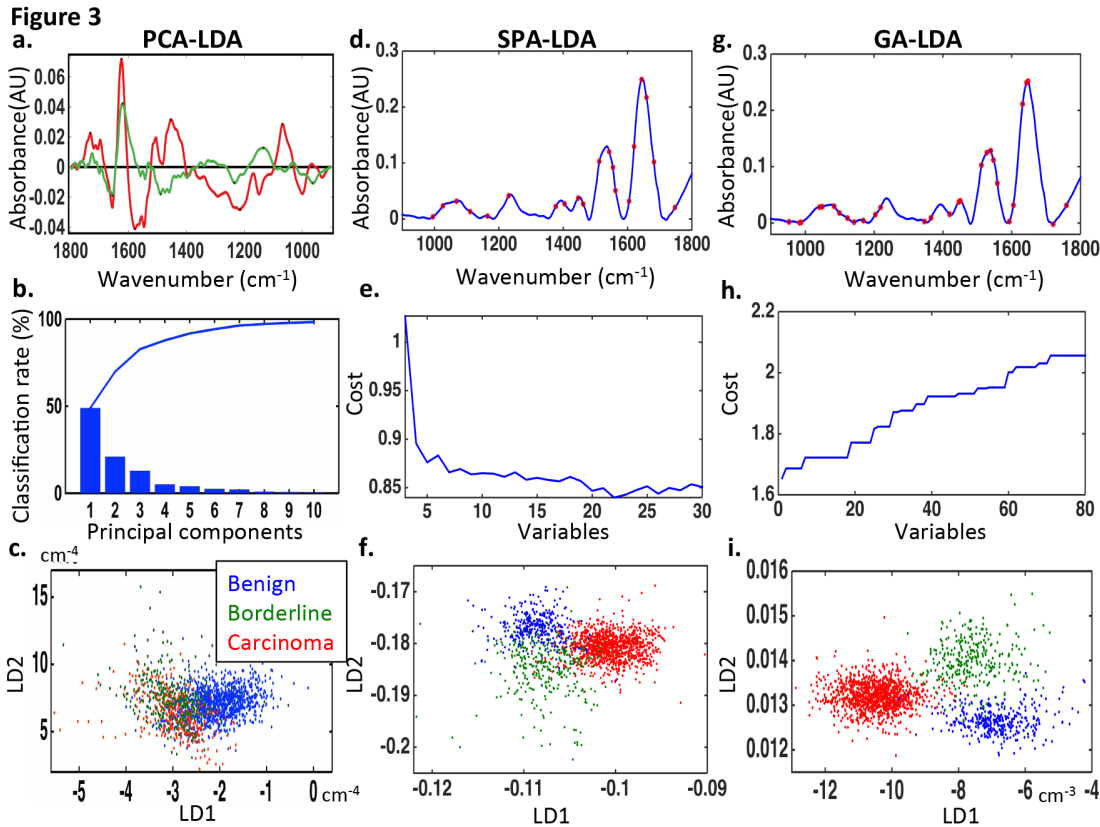 Figure 3
a. PCA-LDA
Absorbance(AU)
0.06
0.04
0.02
0
-0.02
-0.04
1800 1600 1400 1200 1000
Wavenumber (cm-1)
d. SPA-LDA
Absorbance(AU)
0.3
0.2
0.1
0
1000 1200 1400 1600 1800
Wavenumber (cm-1)
g. GA-LDA
Absorbance(AU)
0.3
0.2
0.1
0
1000 1200 1400 1600 1800
Wavenumber (cm-1)
b.
Classification rate (%)
100
50
0
1 2 3 4 5 6 7 8 9 10
Principal components
e.
Cost
1
0.95
0.9
0.85
5 10 15 20 25 30
Variables
h.
Cost
2.2
2
1.8
1.6
0 20 40 60 80
Variables
c. cm-4
Benign
Borderline
Carcinoma
LD2
15
10
5
-5 -4 -3 -2 -1 0 cm-4
LD1
f.
LD2
-0.17
-0.18
-0.19
-0.2
-0.12 -0.11 -0.1 -0.09
LD1
i.
LD2
0.016
0.015
0.014
0.013
0.012
-12 -10 -8 -6 cm-3 -4
LD1